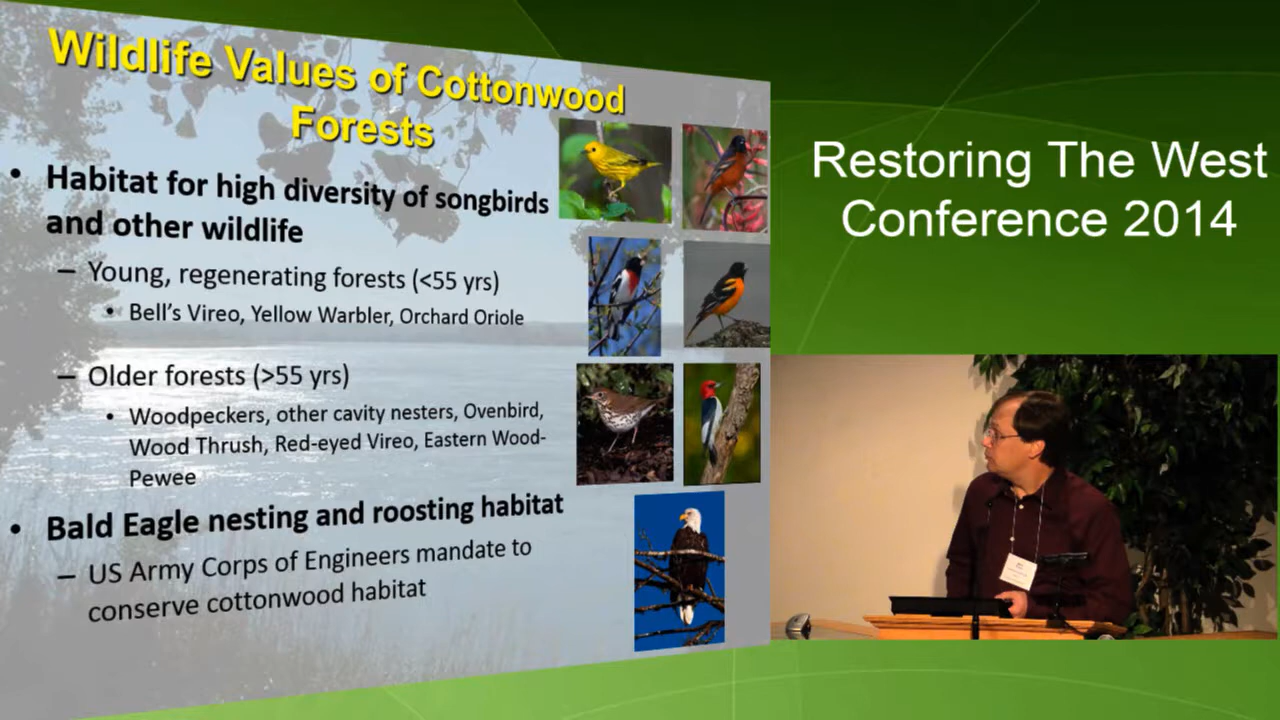 Wildlife Values of Cottonwood
Forests
• Habitat for high diversity of songbirds
and other wildlife
– Young, regenerating forests (<55 yrs)
• Bell's Vireo, Yellow Warbler, Orchard Oriole
– Older forests (>55 yrs)
• Woodpeckers, other cavity nesters, Ovenbird,
Wood Thrush, Red-eyed Vireo, Eastern Wood-
Pewee
• Bald Eagle nesting and roosting habitat
– US Army Corps of Engineers mandate to
conserve cottonwood habitat
Restoring The West
Conference 2014